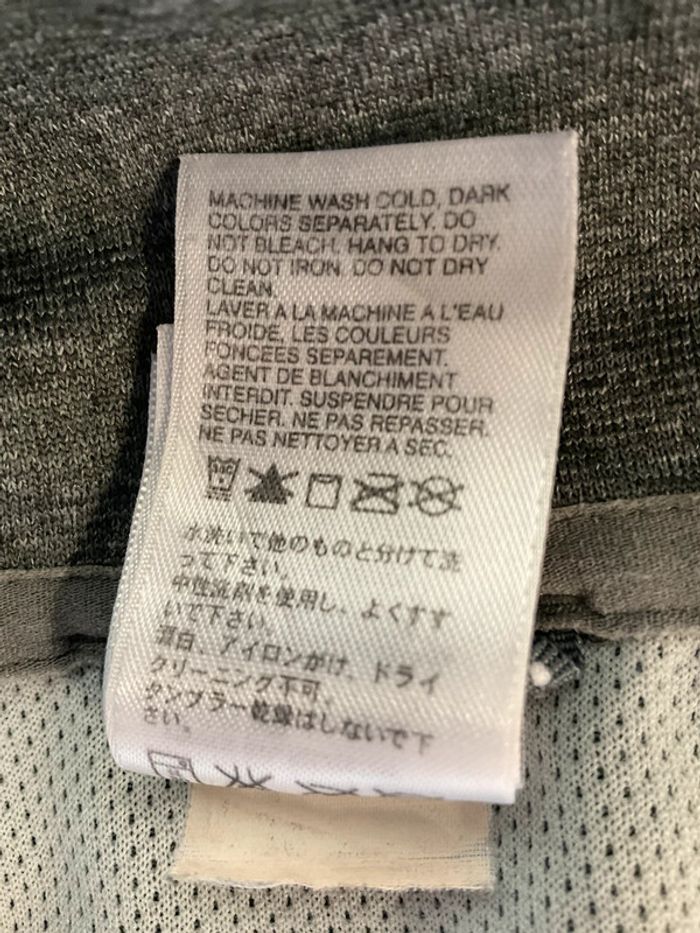 MACHINE WASH COLD, DARK
COLORS SEPARATELY. DO
NOT BLEACH. HANG TO DRY.
DO NOT IRON. DO NOT DRY
CLEAN.
LAVER A LA MACHINE A L'EAU
FROIDE, LES COULEURS
FONCEES SEPAREMENT.
AGENT DE BLANCHIMENT
INTERDIT. SUSPENDRE POUR
SECHER. NE PAS REPASSER.
NE PAS NETTOYER A SEC.
水洗いで他のものと分けて洗
って下さい。
中性洗剤を使用し、よくすす
いで下さい。
漂白、アイロンがけ、ドライ
クリーニング不可。
タンブラー乾燥はしないで下
さい。